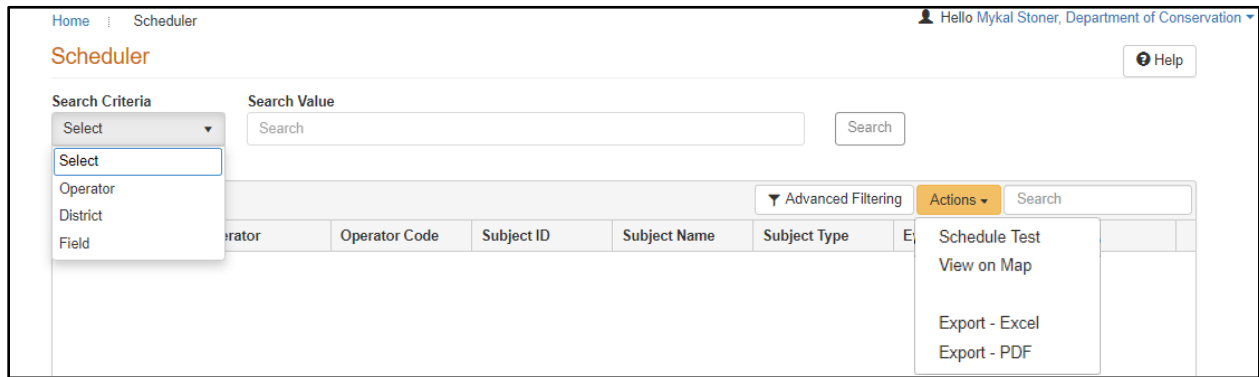 Home Scheduler Hello Mykal Stoner, Department of Conservation
Scheduler Help
Search Criteria Search Value
Select Search Search
Select
Operator
District
Field
Advanced Filtering Actions Search
erator Operator Code Subject ID Subject Name Subject Type
Schedule Test
View on Map
Export - Excel
Export - PDF